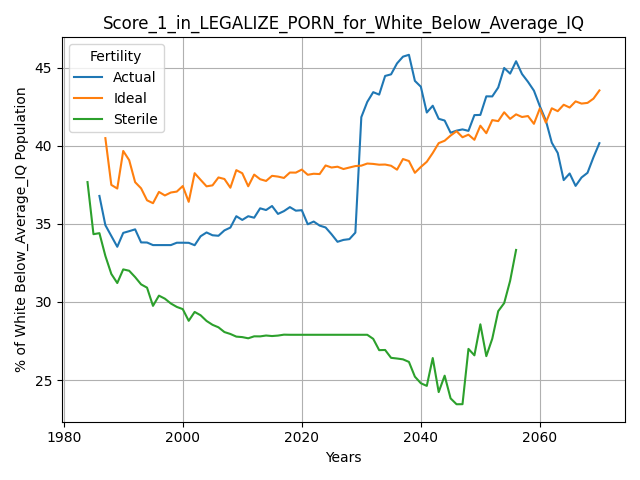 Score_1_in_LEGALIZE_PORN_for_White_Below_Average_IQ
Fertility
Actual
Ideal
Sterile
% of White Below_Average_IQ Population
45
40
35
30
25
1980
2000
2020
2040
2060
Years